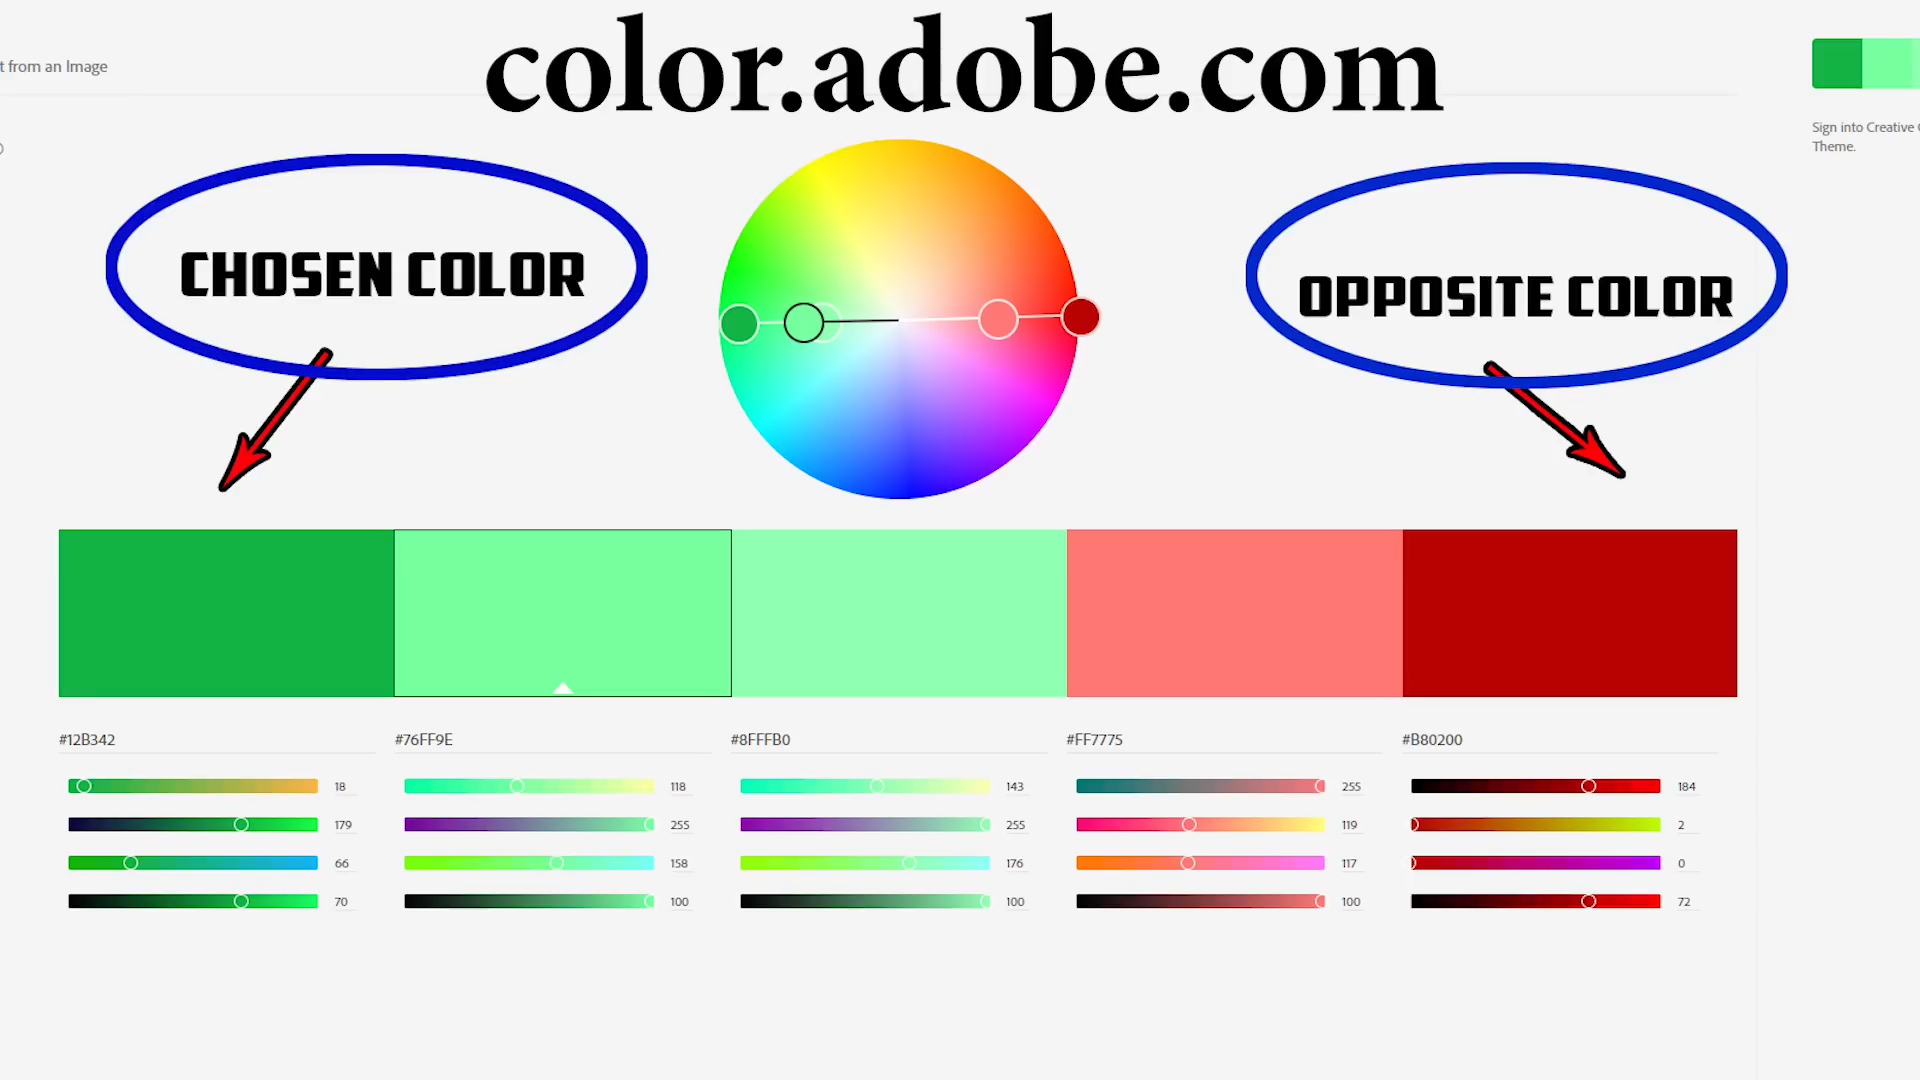 color.adobe.com
t from an Image
Sign into Creative
Theme.
CHOSEN COLOR
OPPOSITE COLOR
#12B342 #76FF9E #8FFFB0 #FF7775 #B80200
18 118 143 255 184
179 255 255 119 2
66 158 176 117 0
70 100 100 100 72